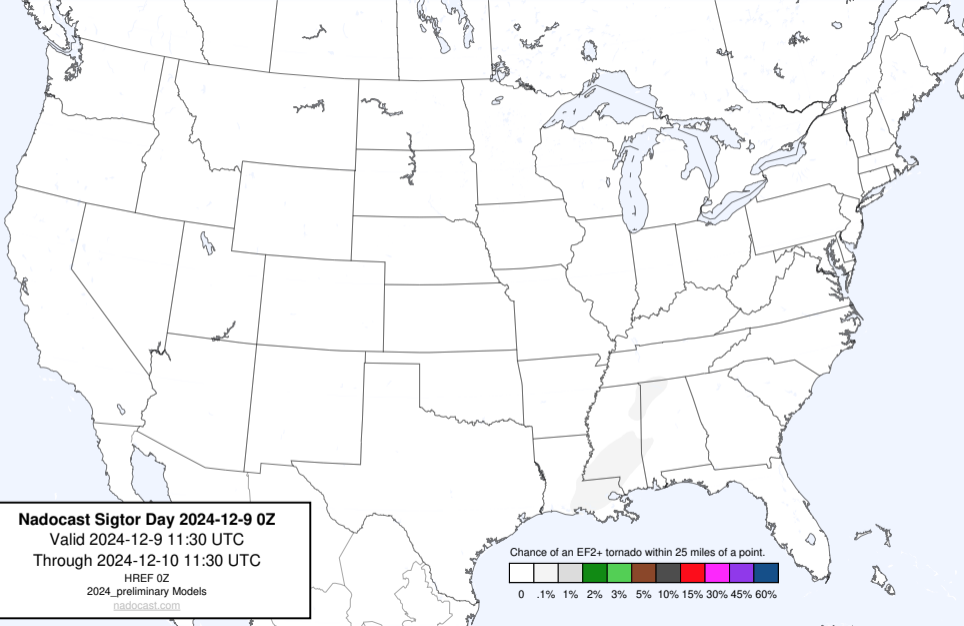 Nadocast Sigtor Day 2024-12-9 0Z
Valid 2024-12-9 11:30 UTC
Through 2024-12-10 11:30 UTC
HREF 0Z
2024_preliminary Models
nadocast.com
Chance of an EF2+ tornado within 25 miles of a point.
0 .1% 1% 2% 3% 5% 10% 15% 30% 45% 60%